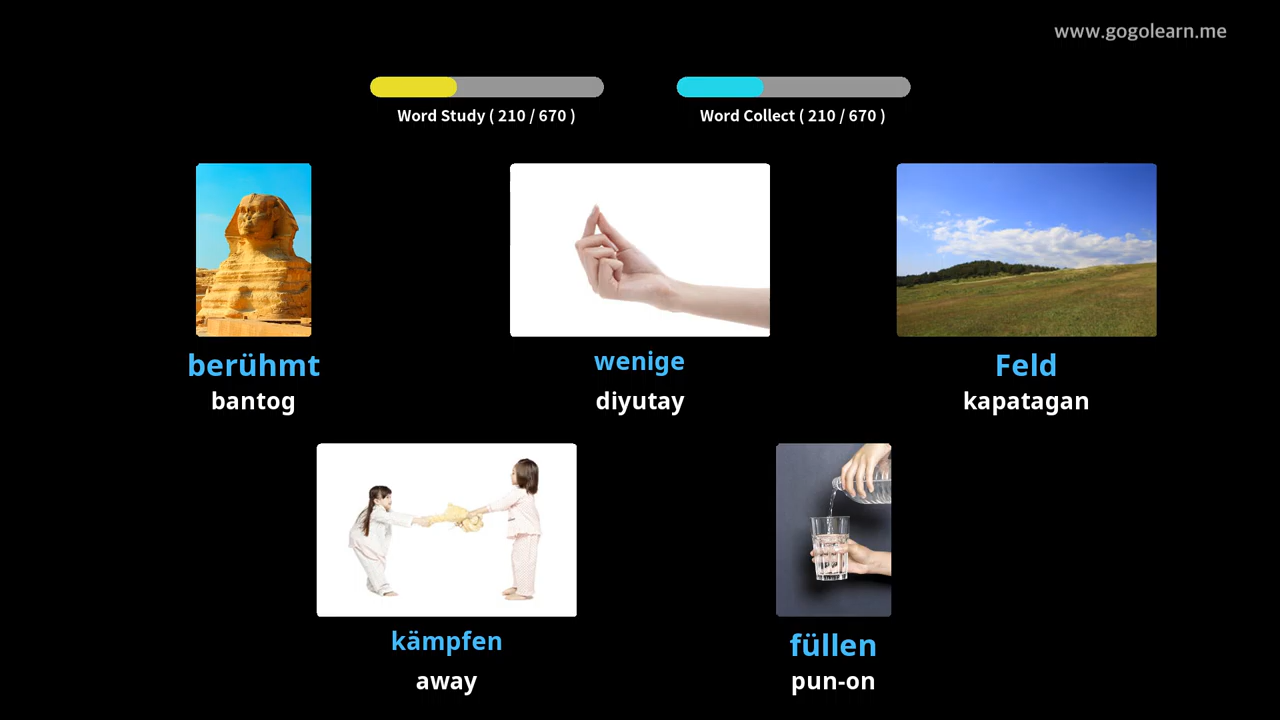 www.gogolearn.me
Word Study ( 210 / 670 )
Word Collect ( 210 / 670 )
berühmt
bantog
wenige
diyutay
Feld
kapatagan
kämpfen
away
füllen
pun-on